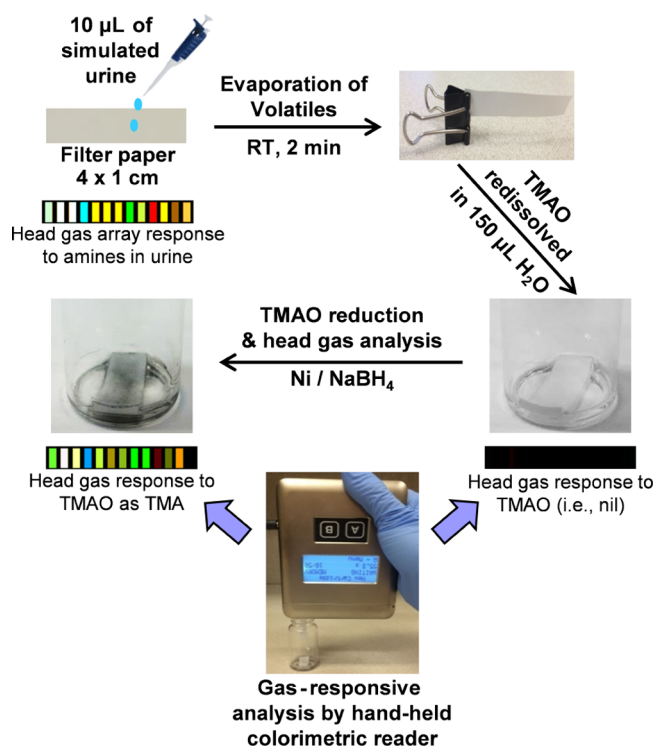 10 µL of
simulated
urine
Filter paper
4 x 1 cm
Head gas array response
to amines in urine
Evaporation of
Volatiles
RT, 2 min
TMAO
redissolved
in 150 µL H₂O
TMAO reduction
& head gas analysis
Ni / NaBH₄
Head gas response to
TMAO as TMA
Head gas response to
TMAO (i.e., nil)
A
B
Gas-responsive
analysis by hand-held
colorimetric reader